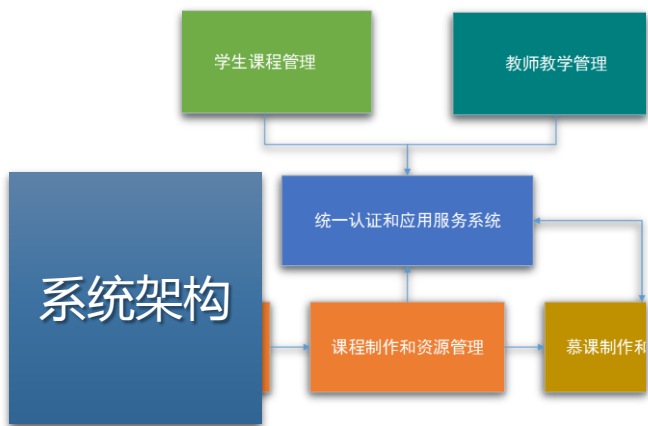 学生课程管理
教师教学管理
统一认证和应用服务系统
系统架构
课程制作和资源管理
慕课制作和